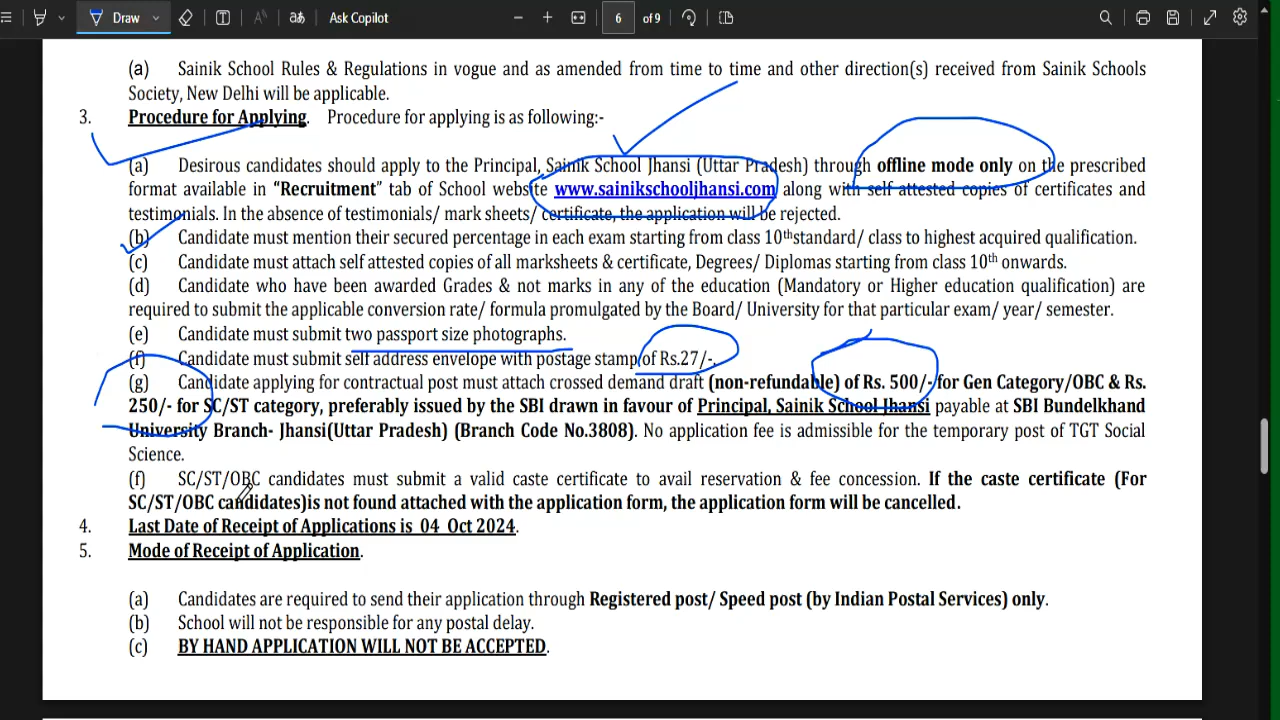 Draw
Ask Copilot
6 of 9
(a) Sainik School Rules & Regulations in vogue and as amended from time to time and other direction(s) received from Sainik Schools
Society, New Delhi will be applicable.
3. Procedure for Applying. Procedure for applying is as following:-
(a) Desirous candidates should apply to the Principal, Sainik School Jhansi (Uttar Pradesh) through offline mode only on the prescribed
format available in “Recruitment” tab of School website www.sainikschooljhansi.com along with self attested copies of certificates and
testimonials. In the absence of testimonials/ mark sheets/ certificate, the application will be rejected.
(b) Candidate must mention their secured percentage in each exam starting from class 10thstandard/ class to highest acquired qualification.
(c) Candidate must attach self attested copies of all marksheets & certificate, Degrees/ Diplomas starting from class 10th onwards.
(d) Candidate who have been awarded Grades & not marks in any of the education (Mandatory or Higher education qualification) are
required to submit the applicable conversion rate/ formula promulgated by the Board/ University for that particular exam/ year/ semester.
(e) Candidate must submit two passport size photographs.
(f) Candidate must submit self address envelope with postage stamp of Rs.27/-.
(g) Candidate applying for contractual post must attach crossed demand draft (non-refundable) of Rs. 500/- for Gen Category/OBC & Rs.
250/- for SC/ST category, preferably issued by the SBI drawn in favour of Principal, Sainik School Jhansi payable at SBI Bundelkhand
University Branch- Jhansi(Uttar Pradesh) (Branch Code No.3808). No application fee is admissible for the temporary post of TGT Social
Science.
(f) SC/ST/OBC candidates must submit a valid caste certificate to avail reservation & fee concession. If the caste certificate (For
SC/ST/OBC candidates)is not found attached with the application form, the application form will be cancelled.
4. Last Date of Receipt of Applications is 04 Oct 2024.
5. Mode of Receipt of Application.
(a) Candidates are required to send their application through Registered post/ Speed post (by Indian Postal Services) only.
(b) School will not be responsible for any postal delay.
(c) BY HAND APPLICATION WILL NOT BE ACCEPTED.